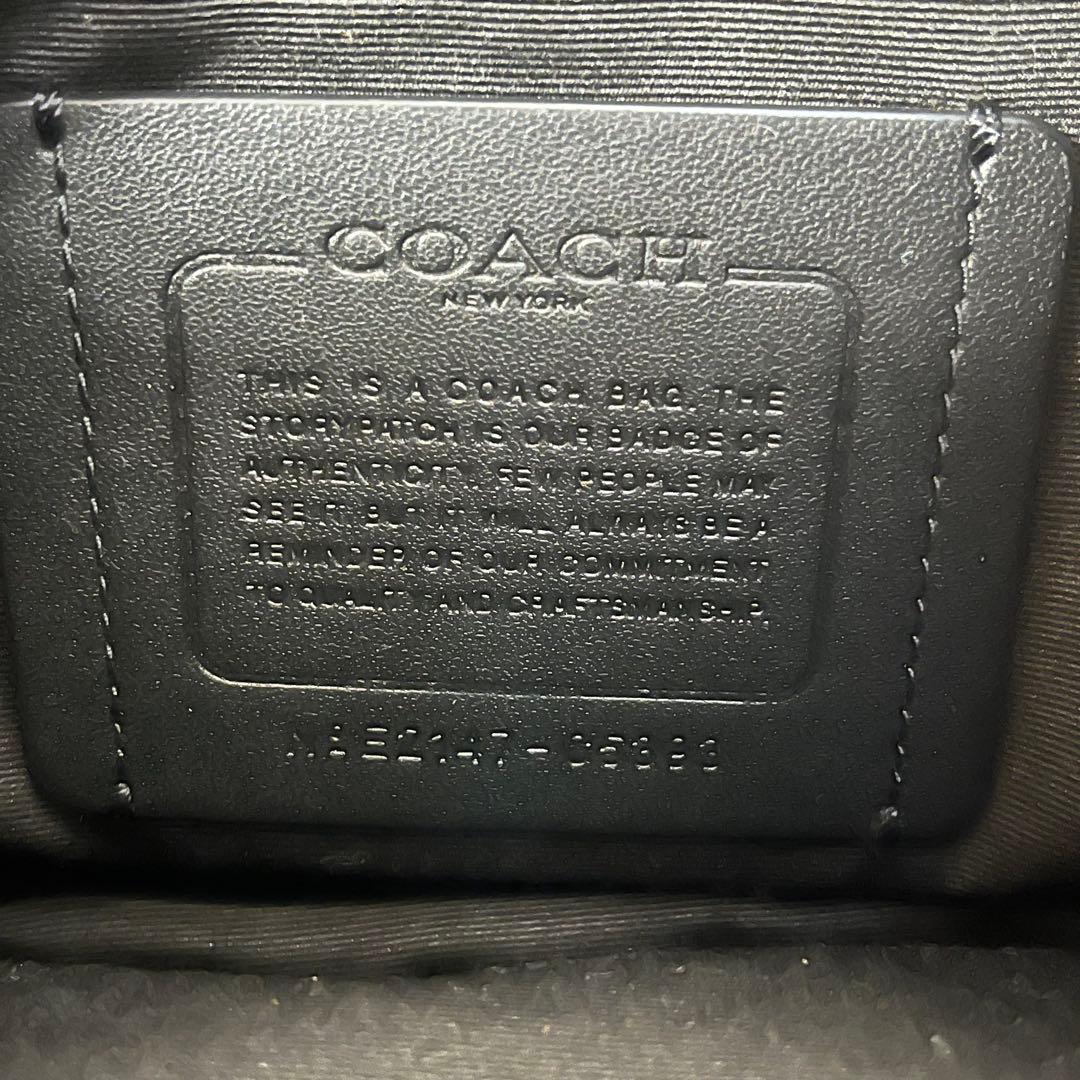 COACH
NEW YORK
THIS IS A COACH BAG. THE
STORYPATCH IS OUR BADGE OF
AUTHENTICITY. FEW PEOPLE MAY
SEE IT BUT IT WILL ALWAYS BE A
REMINDER OF OUR COMMITMENT
TO QUALITY AND CRAFTSMANSHIP.